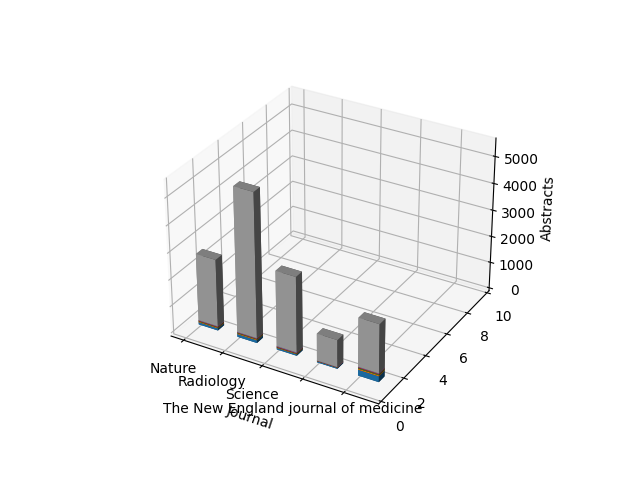 5000
4000
3000
2000
1000
0
Abstracts
10
8
6
4
2
0
Nature
Radiology
Science
The New England journal of medicine
Journal